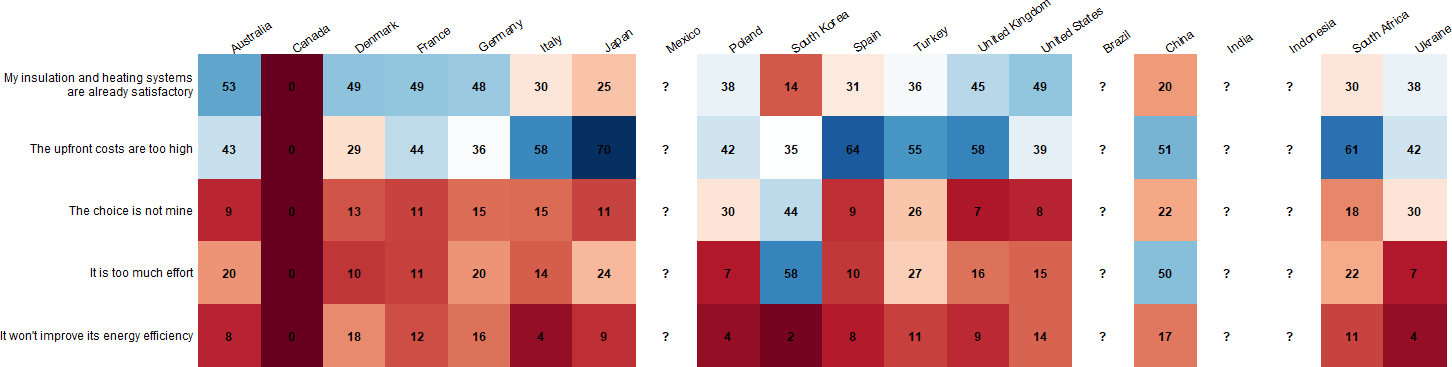 Australia Canada Denmark France Germany Italy Japan Mexico Poland South Korea Spain Turkey United Kingdom United States Brazil China India Indonesia South Africa Ukraine
My insulation and heating systems
are already satisfactory
53 0 49 49 48 30 25 ? 38 14 31 36 45 49 ? 20 ? ? 30 38
The upfront costs are too high 43 0 29 44 36 58 70 ? 42 35 64 55 58 39 ? 51 ? ? 61 42
The choice is not mine 9 0 13 11 15 15 11 ? 30 44 9 26 7 8 ? 22 ? ? 18 30
It is too much effort 20 0 10 11 20 14 24 ? 7 58 10 27 16 15 ? 50 ? ? 22 7
It won't improve its energy efficiency 8 0 18 12 16 4 9 ? 4 2 8 11 9 14 ? 17 ? ? 11 4